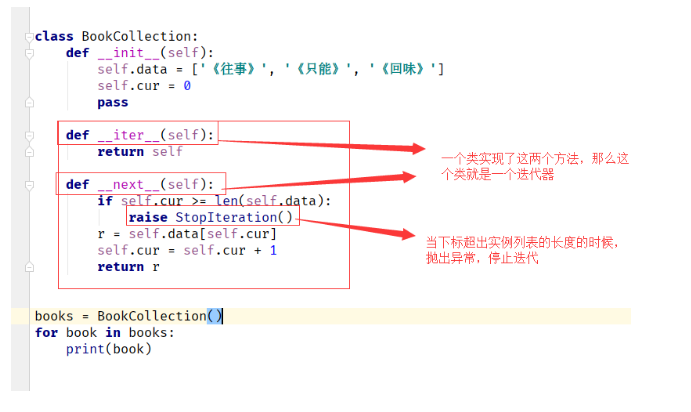 class BookCollection:
    def __init__(self):
        self.data = ['《往事》', '《只能》', '《回味》']
        self.cur = 0
        pass
    def __iter__(self):
        return self
一个类实现了这两个方法，那么这
个类就是一个迭代器
    def __next__(self):
        if self.cur >= len(self.data):
            raise StopIteration()
        r = self.data[self.cur]
        self.cur = self.cur + 1
        return r
当下标超出实例列表的长度的时候，
抛出异常，停止迭代
books = BookCollection()
for book in books:
    print(book)